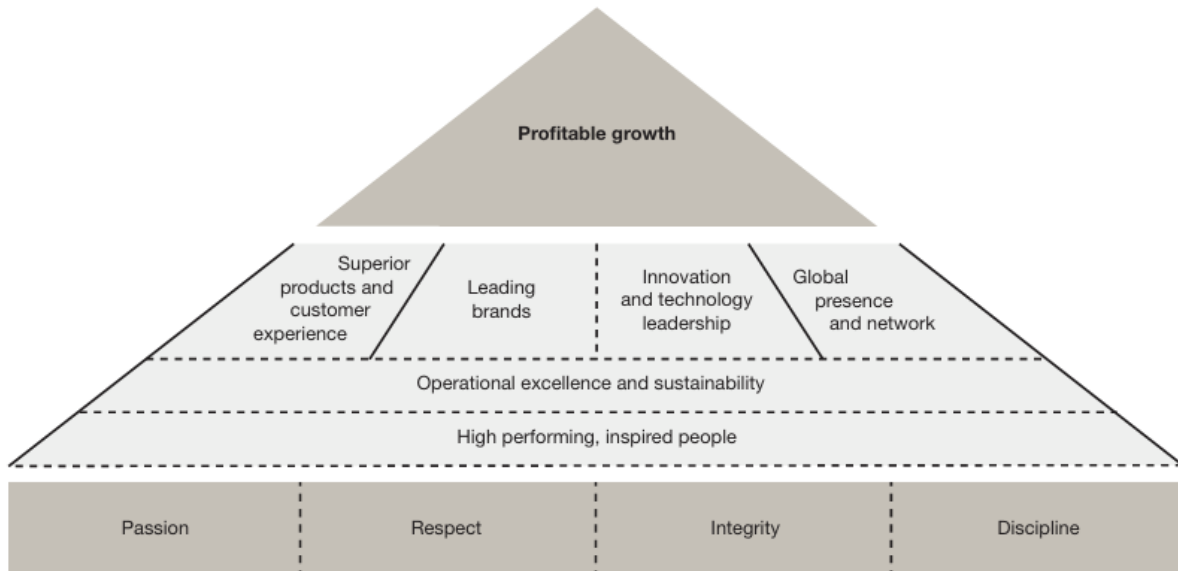 Profitable growth
Superior
products and
customer
experience
Leading
brands
Innovation
and technology
leadership
Global
presence
and network
Operational excellence and sustainability
High performing, inspired people
Passion
Respect
Integrity
Discipline